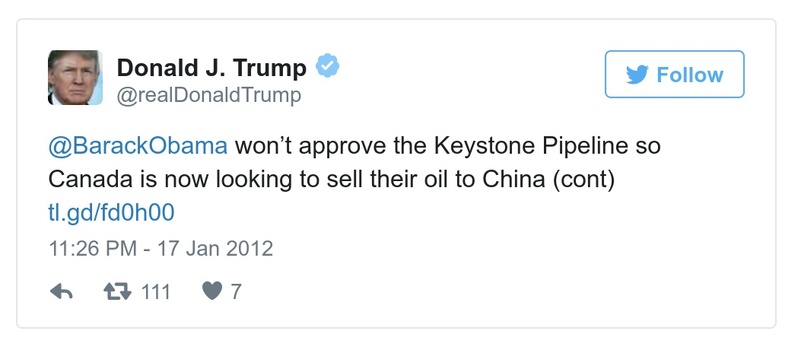 Donald J. Trump
@realDonaldTrump
Follow
@BarackObama won’t approve the Keystone Pipeline so
Canada is now looking to sell their oil to China (cont)
tl.gd/fd0h00
11:26 PM - 17 Jan 2012
111 7